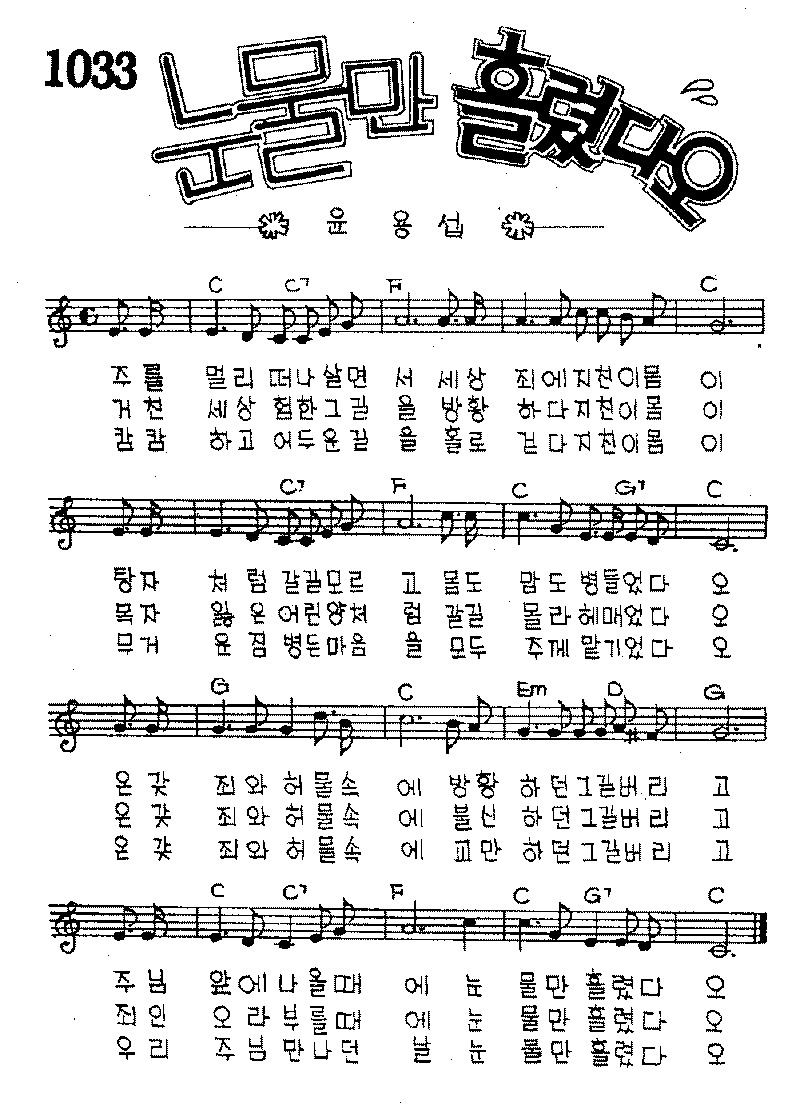 1033
눈물만 흘렸다오
윤 용 섭
C C7 F C
주를 멀리 떠나살면 서 세상 죄에지친이몸 이
거친 세상 험한그길 을 방황 하다지친이몸 이
캄캄 하고 어두운길 을 홀로 걷다지친이몸 이
C7 F C G7 C
탕자 처럼 갈길모르 고 몸도 맘도병들었다 오
목자 잃은 어린양처 럼 갈길 몰라헤매었다 오
무거 운짐 병든마음 을 모두 주께맡기었다 오
G C Em D G
온갖 죄와 허물속 에 방황 하던그길버리 고
온갖 죄와 허물속 에 불신 하던그길버리 고
온갖 죄와 허물속 에 교만 하던그길버리 고
C C7 F C G7 C
주님 앞에나올때 에 눈 물만 흘렸다 오
죄인 오라부를때 에 눈 물만 흘렸다 오
우리 주님만나던 날 눈 물만 흘렸다 오